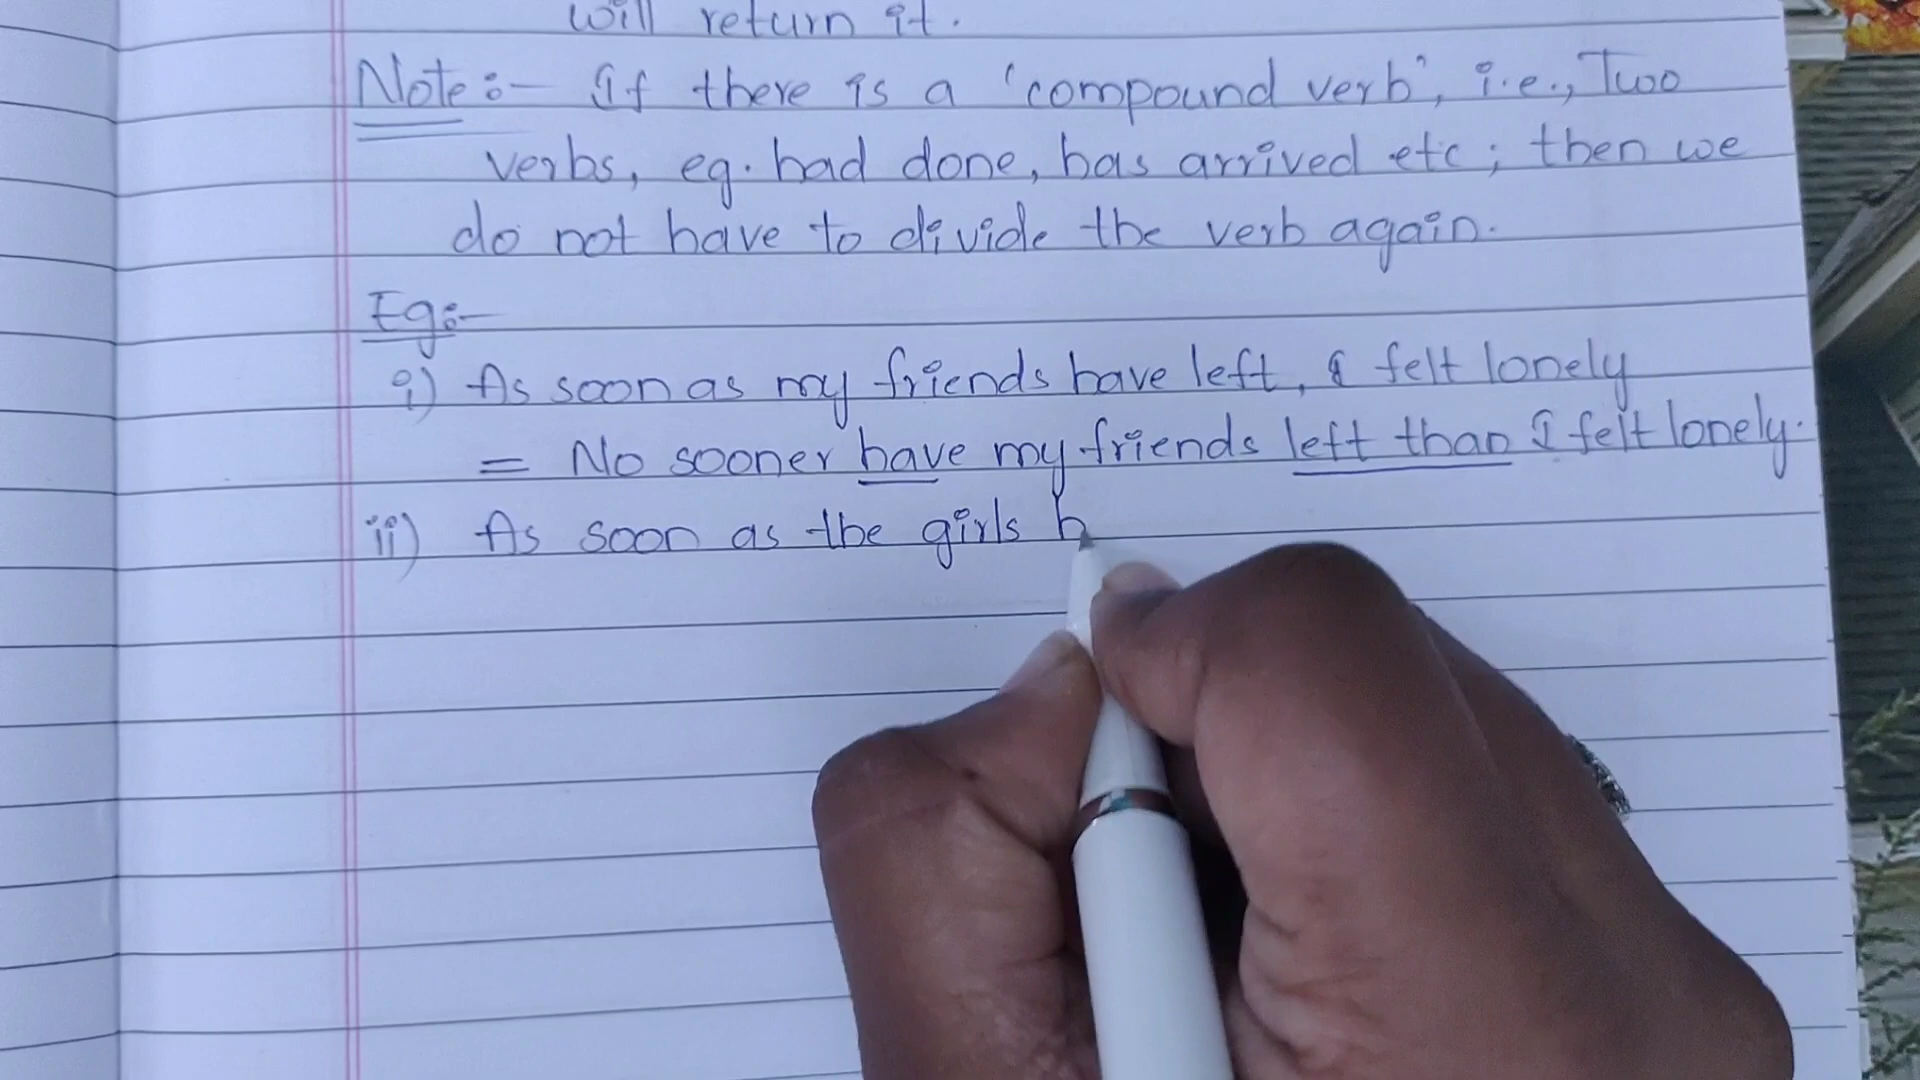 will return it.
Note:- If there is a 'compound verb', i.e., Two
verbs, eg. had done, has arrived etc; then we
do not have to divide the verb again.
Eg:-
i) As soon as my friends have left, I felt lonely
= No sooner have my friends left than I felt lonely.
ii) As soon as the girls h